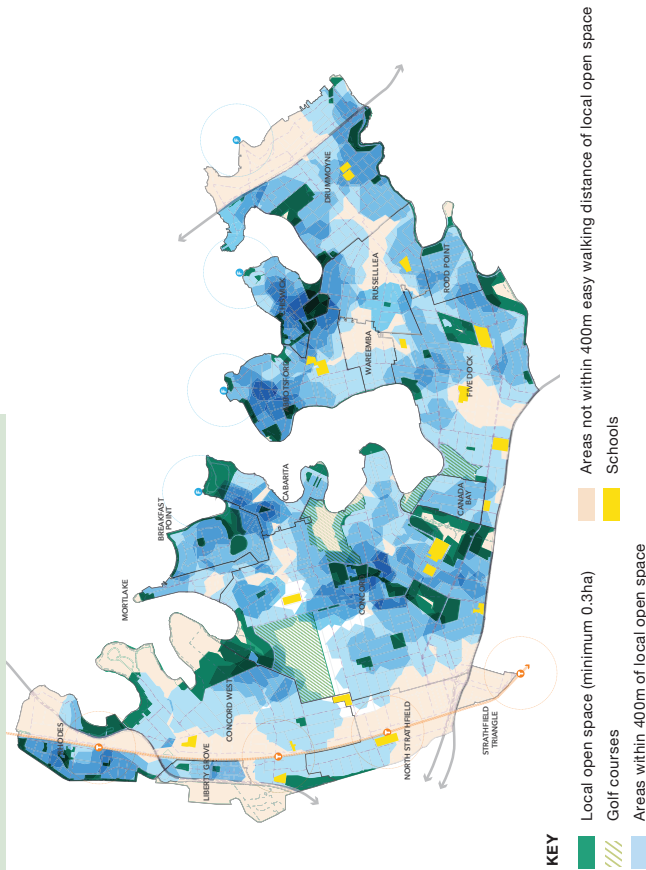 RHODES
MORTLAKE
BREAKFAST
POINT
LIBERTY GROVE
CONCORD WEST
CABARITA
ABBOTSFORD
CHISWICK
DRUMMOYNE
CONCORD
WAREEMBA
RUSSELL LEA
NORTH STRATHFIELD
RODD POINT
CANADA
BAY
FIVE DOCK
STRATHFIELD
TRIANGLE
KEY
Local open space (minimum 0.3ha)
Golf courses
Areas within 400m of local open space
Areas not within 400m easy walking distance of local open space
Schools